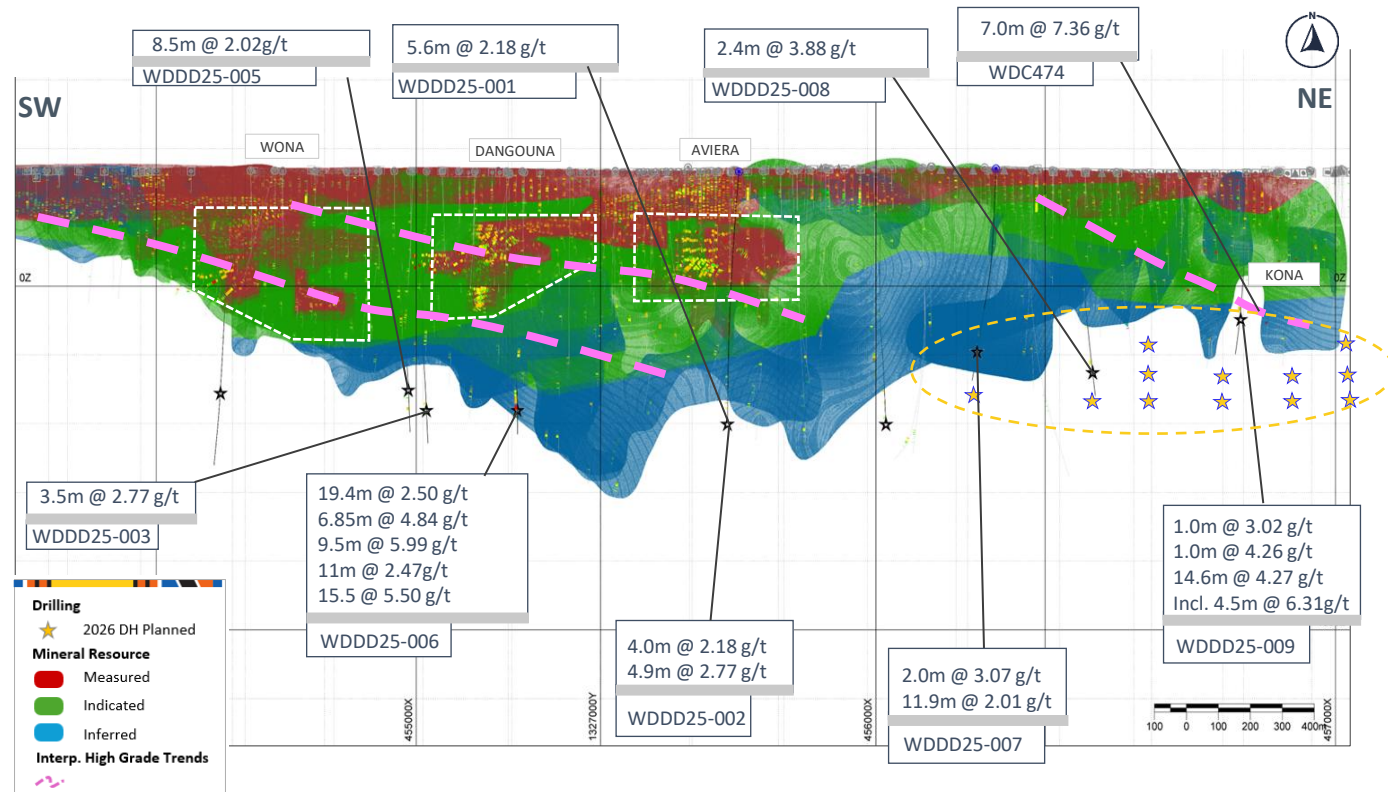 8.5m @ 2.02g/t
WDDD25-005
5.6m @ 2.18 g/t
WDDD25-001
2.4m @ 3.88 g/t
WDDD25-008
7.0m @ 7.36 g/t
WDC474
N
SW
NE
WONA
DANGOUNA
AVIERA
KONA
0Z
0Z
3.5m @ 2.77 g/t
WDDD25-003
19.4m @ 2.50 g/t
6.85m @ 4.84 g/t
9.5m @ 5.99 g/t
11m @ 2.47g/t
15.5 @ 5.50 g/t
WDDD25-006
4.0m @ 2.18 g/t
4.9m @ 2.77 g/t
WDDD25-002
2.0m @ 3.07 g/t
11.9m @ 2.01 g/t
WDDD25-007
1.0m @ 3.02 g/t
1.0m @ 4.26 g/t
14.6m @ 4.27 g/t
Incl. 4.5m @ 6.31g/t
WDDD25-009
Drilling
2026 DH Planned
Mineral Resource
Measured
Indicated
Inferred
Interp. High Grade Trends
455000X
1327000Y
456000X
457000X
100 0 100 200 300 400m